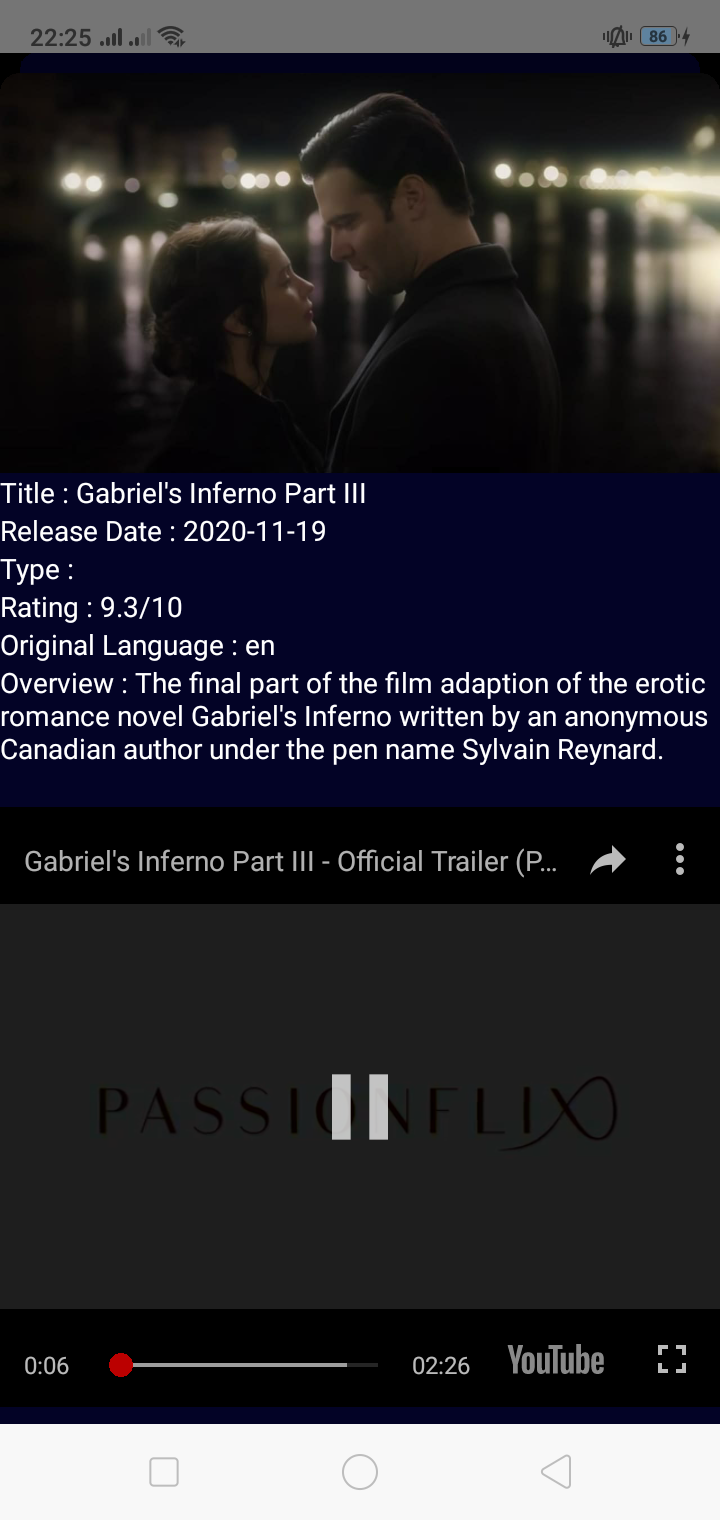 22:25
86
Title : Gabriel's Inferno Part III
Release Date : 2020-11-19
Type :
Rating : 9.3/10
Original Language : en
Overview : The final part of the film adaption of the erotic
romance novel Gabriel's Inferno written by an anonymous
Canadian author under the pen name Sylvain Reynard.
Gabriel's Inferno Part III - Official Trailer (P...
PASSIONFLIX
0:06
02:26
YouTube